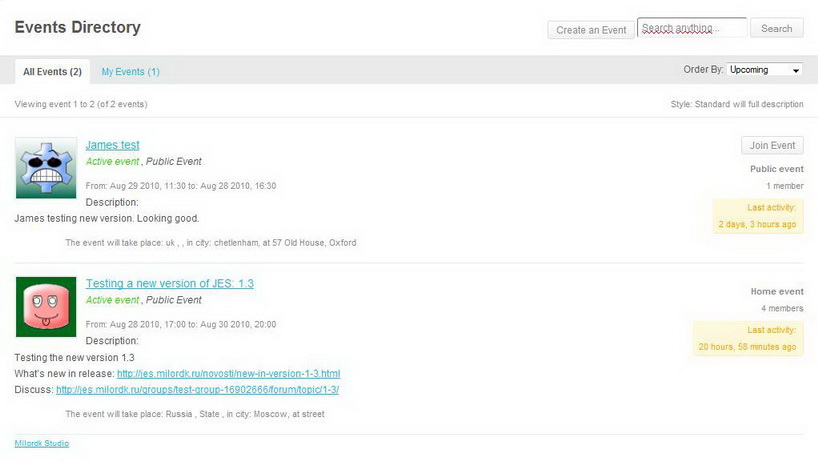 Events Directory
Create an Event
Search anything...
Search
All Events (2)
My Events (1)
Order By: Upcoming
Viewing event 1 to 2 (of 2 events)
Style: Standard will full description
James test
Join Event
Active event , Public Event
Public event
From: Aug 29 2010, 11:30 to: Aug 28 2010, 16:30
1 member
Description:
Last activity:
James testing new version. Looking good.
2 days, 3 hours ago
The event will take place: uk , , in city: chetlenham, at 57 Old House, Oxford
Testing a new version of JES: 1.3
Home event
Active event , Public Event
4 members
From: Aug 28 2010, 17:00 to: Aug 30 2010, 20:00
Last activity:
Description:
20 hours, 58 minutes ago
Testing the new version 1.3
What's new in release: http://jes.milordk.ru/novosti/new-in-version-1-3.html
Discuss: http://jes.milordk.ru/groups/test-group-16902666/forum/topic/1-3/
The event will take place: Russia , State , in city: Moscow, at street
Milordk Studio